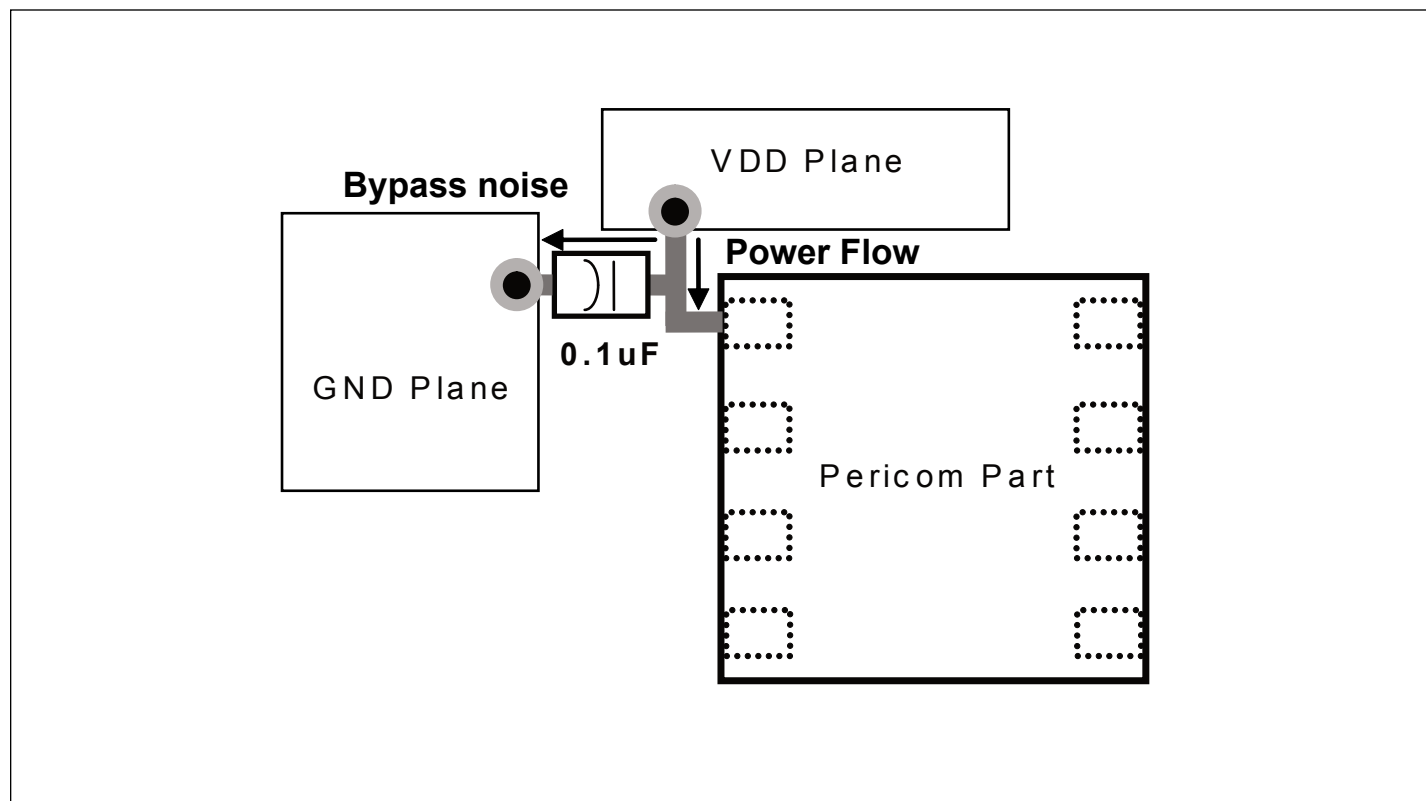 VDD Plane
Bypass noise
Power Flow
0.1uF
GND Plane
Pericom Part